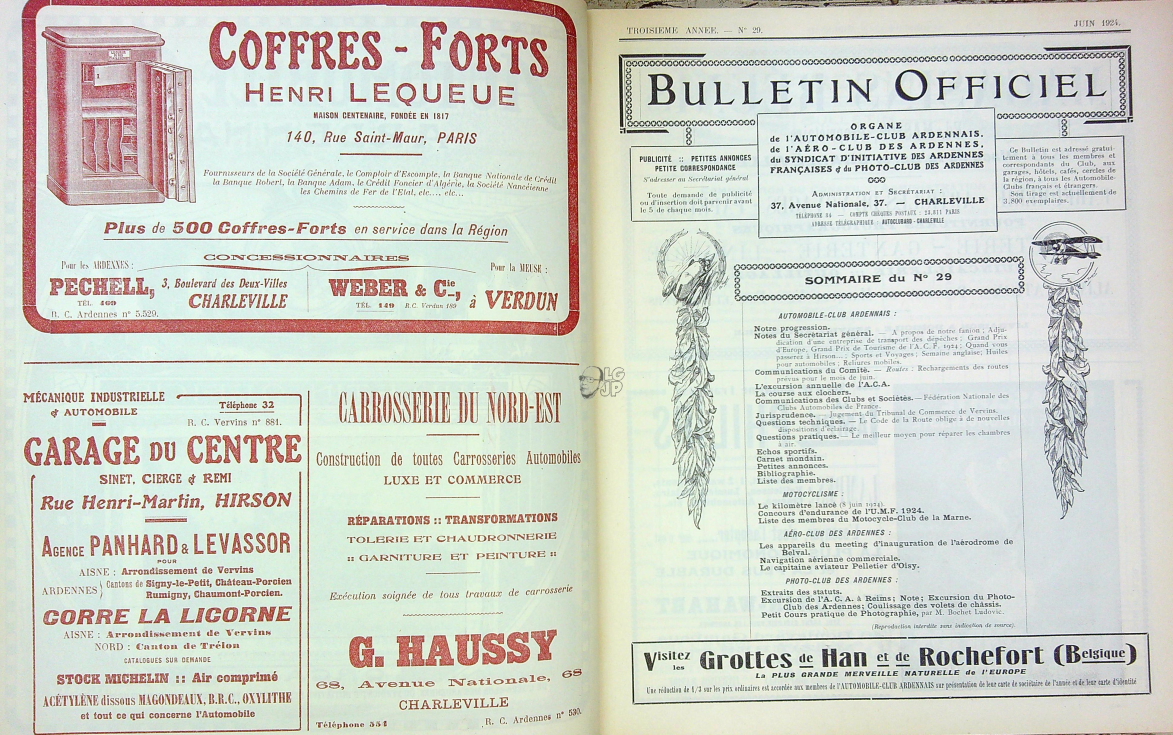 COFFRES - FORTS
HENRI LEQUEUE
MAISON CENTENAIRE, FONDÉE EN 1817
140, Rue Saint-Maur, PARIS
Fournisseurs de la Société Générale, le Comptoir d'Escompte, la Banque Nationale de Crédit
la Banque Robert, la Banque Adam, le Crédit Foncier d'Algérie, la Société Nancéienne
les Chemins de Fer de l'Etat, etc..., etc...
Plus de 500 Coffres-Forts en service dans la Région
CONCESSIONNAIRES
Pour les ARDENNES :
PECHELL, 3, Boulevard des Deux-Villes
CHARLEVILLE
TÉL. 469
R. C. Ardennes n° 5.529.
Pour la MEUSE :
WEBER & Cie, à VERDUN
TÉL. 149 R.C. Verdun 189
MÉCANIQUE INDUSTRIELLE
& AUTOMOBILE
Téléphone 32
R. C. Vervins n° 881.
GARAGE DU CENTRE
SINET, CIERGE & REMI
Rue Henri-Martin, HIRSON
AGENCE PANHARD & LEVASSOR
POUR
AISNE : Arrondissement de Vervins
ARDENNES } Cantons de Signy-le-Petit, Château-Porcien
Rumigny, Chaumont-Porcien.
CORRE LA LICORNE
AISNE : Arrondissement de Vervins
NORD : Canton de Trélon
CATALOGUES SUR DEMANDE
STOCK MICHELIN :: Air comprimé
ACÉTYLÈNE dissous MAGONDEAUX, B.R.C., OXYLITHE
et tout ce qui concerne l'Automobile
CARROSSERIE DU NORD-EST
Construction de toutes Carrosseries Automobiles
LUXE ET COMMERCE
RÉPARATIONS :: TRANSFORMATIONS
TOLERIE ET CHAUDRONNERIE
:: GARNITURE ET PEINTURE ::
Exécution soignée de tous travaux de carrosserie
G. HAUSSY
68, Avenue Nationale, 68
CHARLEVILLE
Téléphone 554
R. C. Ardennes n° 530.
LG
JP
TROISIEME ANNEE. — N° 29.
JUIN 1924.
BULLETIN OFFICIEL
PUBLICITÉ :: PETITES ANNONCES
PETITE CORRESPONDANCE
S'adresser au Secrétariat général
Toute demande de publicité
ou d'insertion doit parvenir avant
le 5 de chaque mois.
ORGANE
de l'AUTOMOBILE-CLUB ARDENNAIS,
de l'AÉRO-CLUB DES ARDENNES,
du SYNDICAT D'INITIATIVE DES ARDENNES
FRANÇAISES & du PHOTO-CLUB DES ARDENNES
ADMINISTRATION ET SECRÉTARIAT :
37, Avenue Nationale, 37. — CHARLEVILLE
TÉLÉPHONE 84 — COMPTE CHÈQUES POSTAUX : 23,811 PARIS
ADRESSE TÉLÉGRAPHIQUE : AUTOCLUBARD-CHARLEVILLE
Ce Bulletin est adressé gratui-
tement à tous les membres et
correspondants du Club, aux
garages, hôtels, cafés, cercles de
la région, à tous les Automobile-
Clubs français et étrangers.
Son tirage est actuellement de
3.800 exemplaires.
SOMMAIRE du N° 29
AUTOMOBILE-CLUB ARDENNAIS :
Notre progression.
Notes du Secrétariat général. — A propos de notre fanion ; Adju-
dication d'une entreprise de transport des dépêches ; Grand Prix
d'Europe, Grand Prix de Tourisme de l'A. C. F. 1924 ; Quand vous
passerez à Hirson... ; Sports et Voyages ; Semaine anglaise; Huiles
pour automobiles ; Reliures mobiles.
Communications du Comité. — Routes : Rechargements des routes
prévus pour le mois de juin.
L'excursion annuelle de l'A.C.A.
La course aux clochers.
Communications des Clubs et Sociétés. — Fédération Nationale des
Clubs Automobiles de France.
Jurisprudence. — Jugement du Tribunal de Commerce de Vervins.
Questions techniques. — Le Code de la Route oblige à de nouvelles
dispositions d'éclairage.
Questions pratiques. — Le meilleur moyen pour réparer les chambres
à air.
Echos sportifs.
Carnet mondain.
Petites annonces.
Bibliographie.
Liste des membres.
MOTOCYCLISME :
Le kilomètre lancé (8 juin 1924).
Concours d'endurance de l'U.M.F. 1924.
Liste des membres du Motocycle-Club de la Marne.
AÉRO-CLUB DES ARDENNES :
Les appareils du meeting d'inauguration de l'aérodrome de
Belval.
Navigation aérienne commerciale.
Le capitaine aviateur Pelletier d'Oisy.
PHOTO-CLUB DES ARDENNES :
Extraits des statuts.
Excursion de l'A. C. A. à Reims ; Note ; Excursion du Photo-
Club des Ardennes ; Coulissage des volets de châssis.
Petit Cours pratique de Photographie, par M. Bochet Ludovic.
(Reproduction interdite sans indication de source).
Visitez les Grottes de Han et de Rochefort (Belgique)
LA PLUS GRANDE MERVEILLE NATURELLE de l'EUROPE
Une réduction de 1/3 sur les prix ordinaires est accordée aux membres de l'AUTOMOBILE-CLUB ARDENNAIS sur présentation de leur carte de sociétaire de l'année et de leur carte d'identité